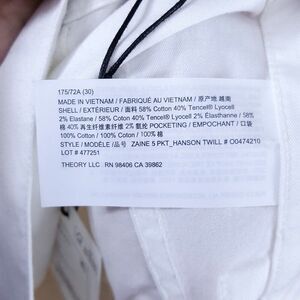 175/72A (30)
MADE IN VIETNAM / FABRIQUÉ AU VIETNAM / 原产地 越南
SHELL / EXTÉRIEUR / 面料 58% Cotton 40% Tencel® Lyocell
2% Elastane / 58% Coton 40% Tencel® Lyocell 2% Élasthanne / 58%
棉 40% 再生纤维素纤维 2% 氨纶 POCKETING / EMPOCHANT / 口袋
100% Cotton / 100% Coton / 100% 棉
STYLE / MODÈLE / 品号 ZAINE 5 PKT_HANSON TWILL # O0474210
LOT # 477251
THEORY LLC RN 98406 CA 39862